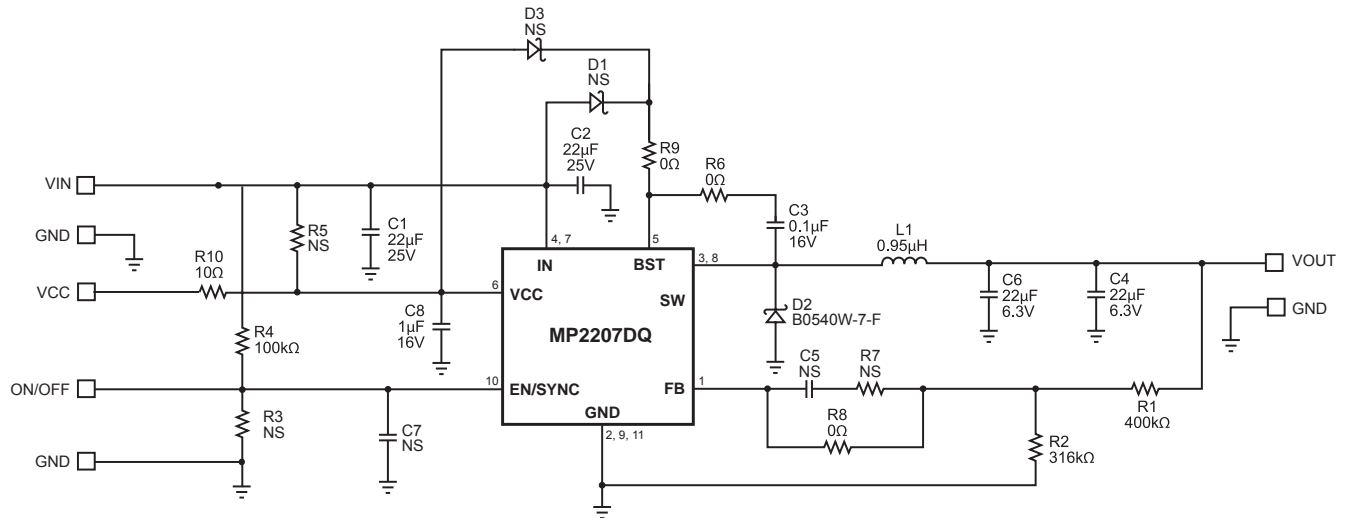 D3
NS
D1
NS
C2
22µF
25V
R9
0Ω
R6
0Ω
VIN
C3
0.1µF
16V
R5
NS
C1
22µF
25V
GND
4, 7
5
L1
0.95µH
R10
10Ω
IN
BST
3, 8
VOUT
VCC
6
VCC
SW
C6
22µF
6.3V
C4
22µF
6.3V
C8
1µF
16V
D2
B0540W-7-F
GND
R4
100kΩ
MP2207DQ
C5
NS
R7
NS
ON/OFF
10
EN/SYNC
FB
1
R1
400kΩ
R3
NS
GND
R8
0Ω
C7
NS
2, 9, 11
R2
316kΩ
GND